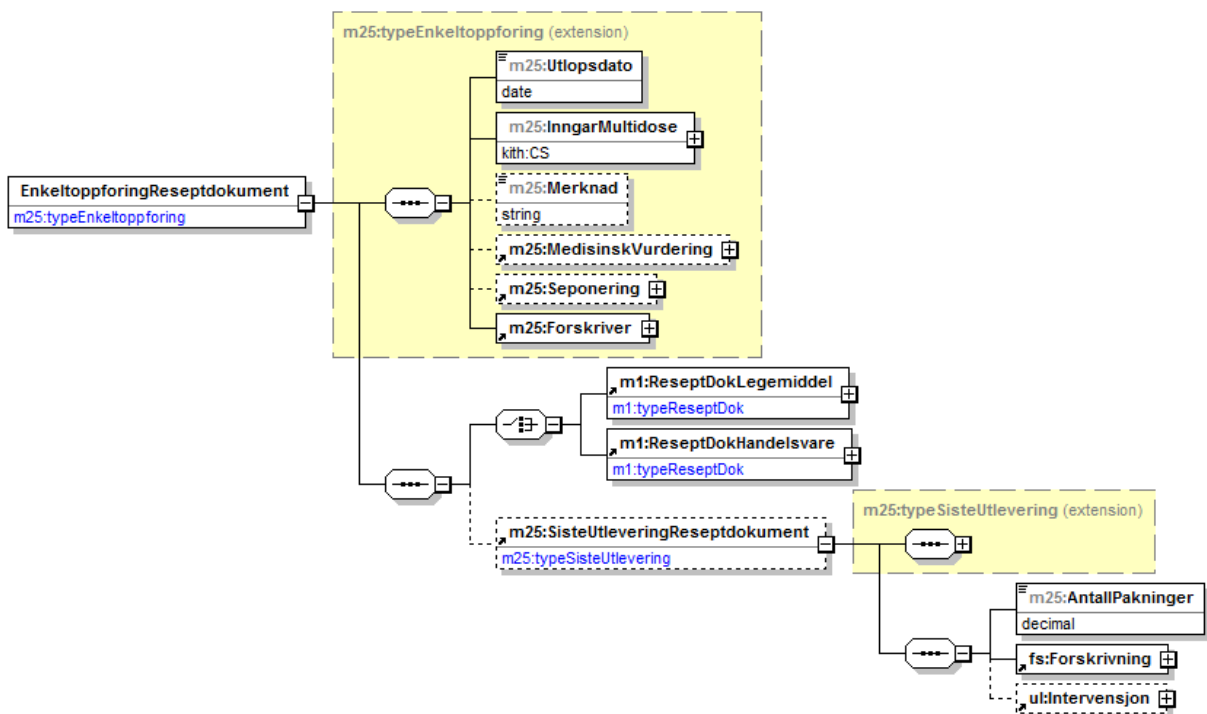 m25:typeEnkeltoppforing (extension)
m25:Utlopsdato
date
m25:InngarMultidose
kith:CS
EnkeltoppforingReseptdokument
m25:typeEnkeltoppforing
m25:Merknad
string
m25:MedisinskVurdering
m25:Seponering
m25:Forskriver
m1:ReseptDokLegemiddel
m1:typeReseptDok
m1:ReseptDokHandelsvare
m1:typeReseptDok
m25:SisteUtleveringReseptdokument
m25:typeSisteUtlevering
m25:typeSisteUtlevering (extension)
m25:AntallPakninger
decimal
fs:Forskrivning
ul:Intervensjon